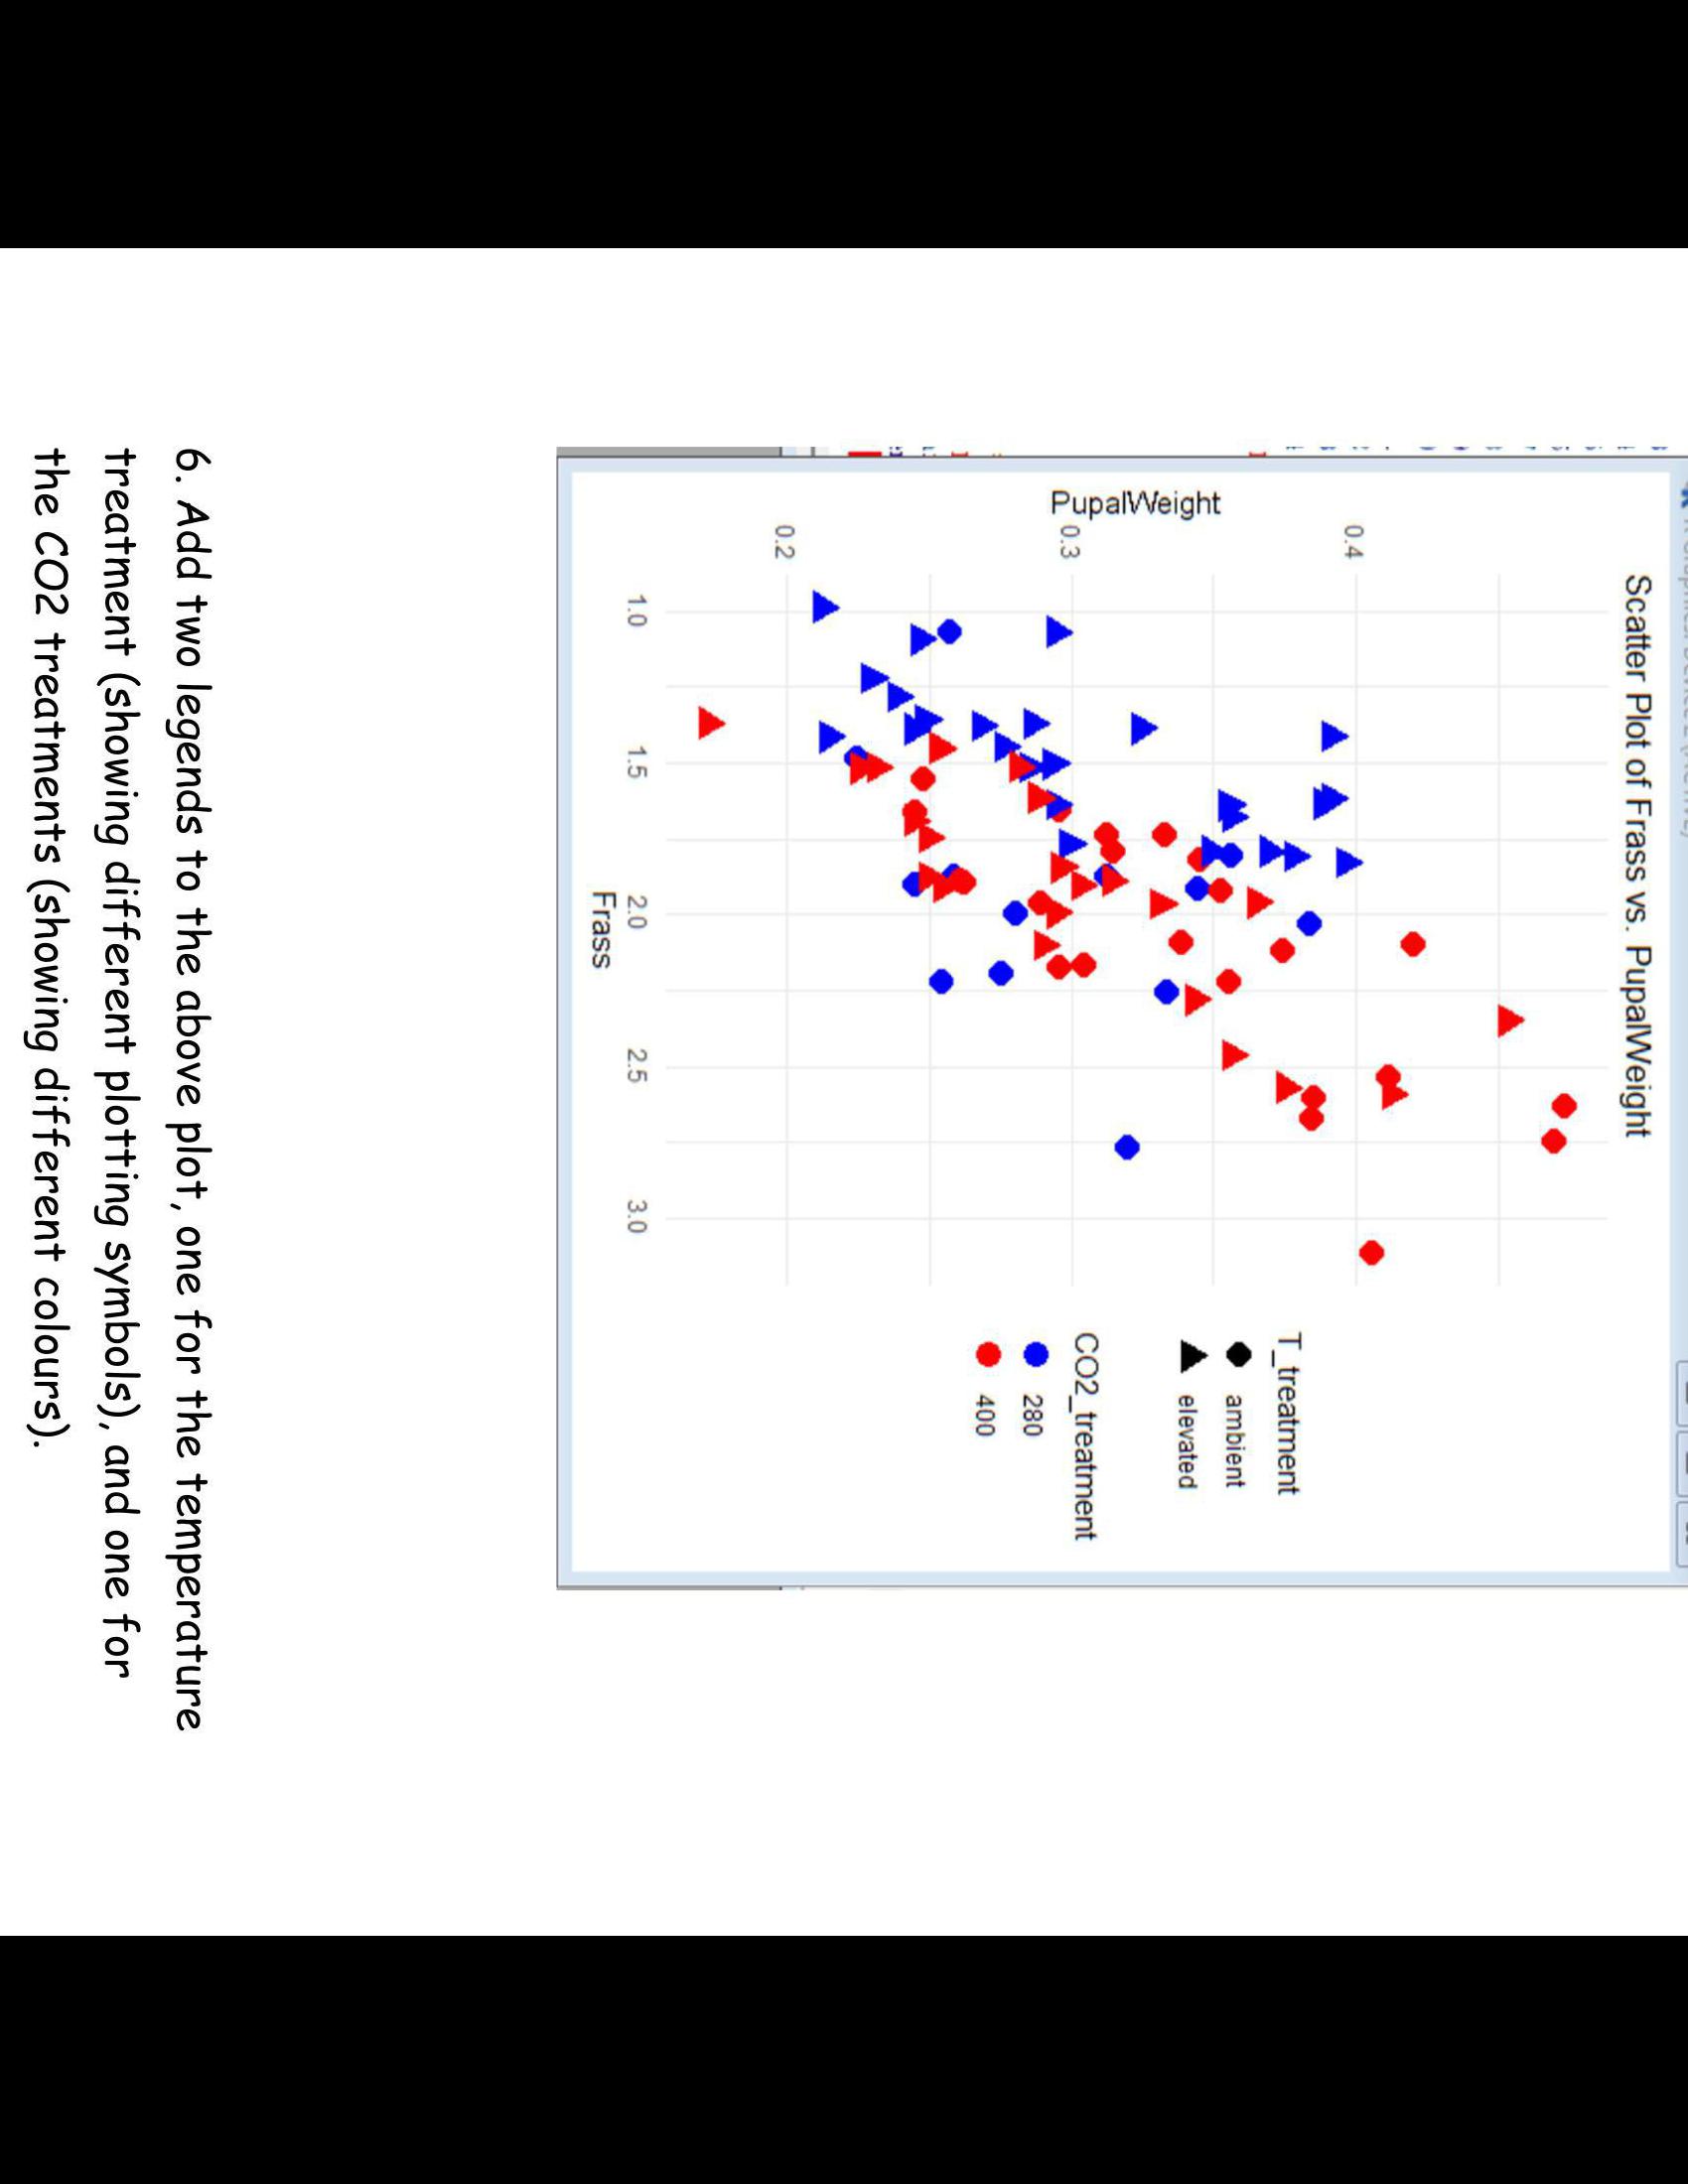 Scatter Plot of Frass vs. PupalWeight
PupalWeight
0.4
0.3
0.2
1.0
1.5
2.0
2.5
3.0
Frass
T_treatment
ambient
elevated
CO2_treatment
280
400
6. Add two legends to the above plot, one for the temperature
treatment (showing different plotting symbols), and one for
the CO2 treatments (showing different colours).